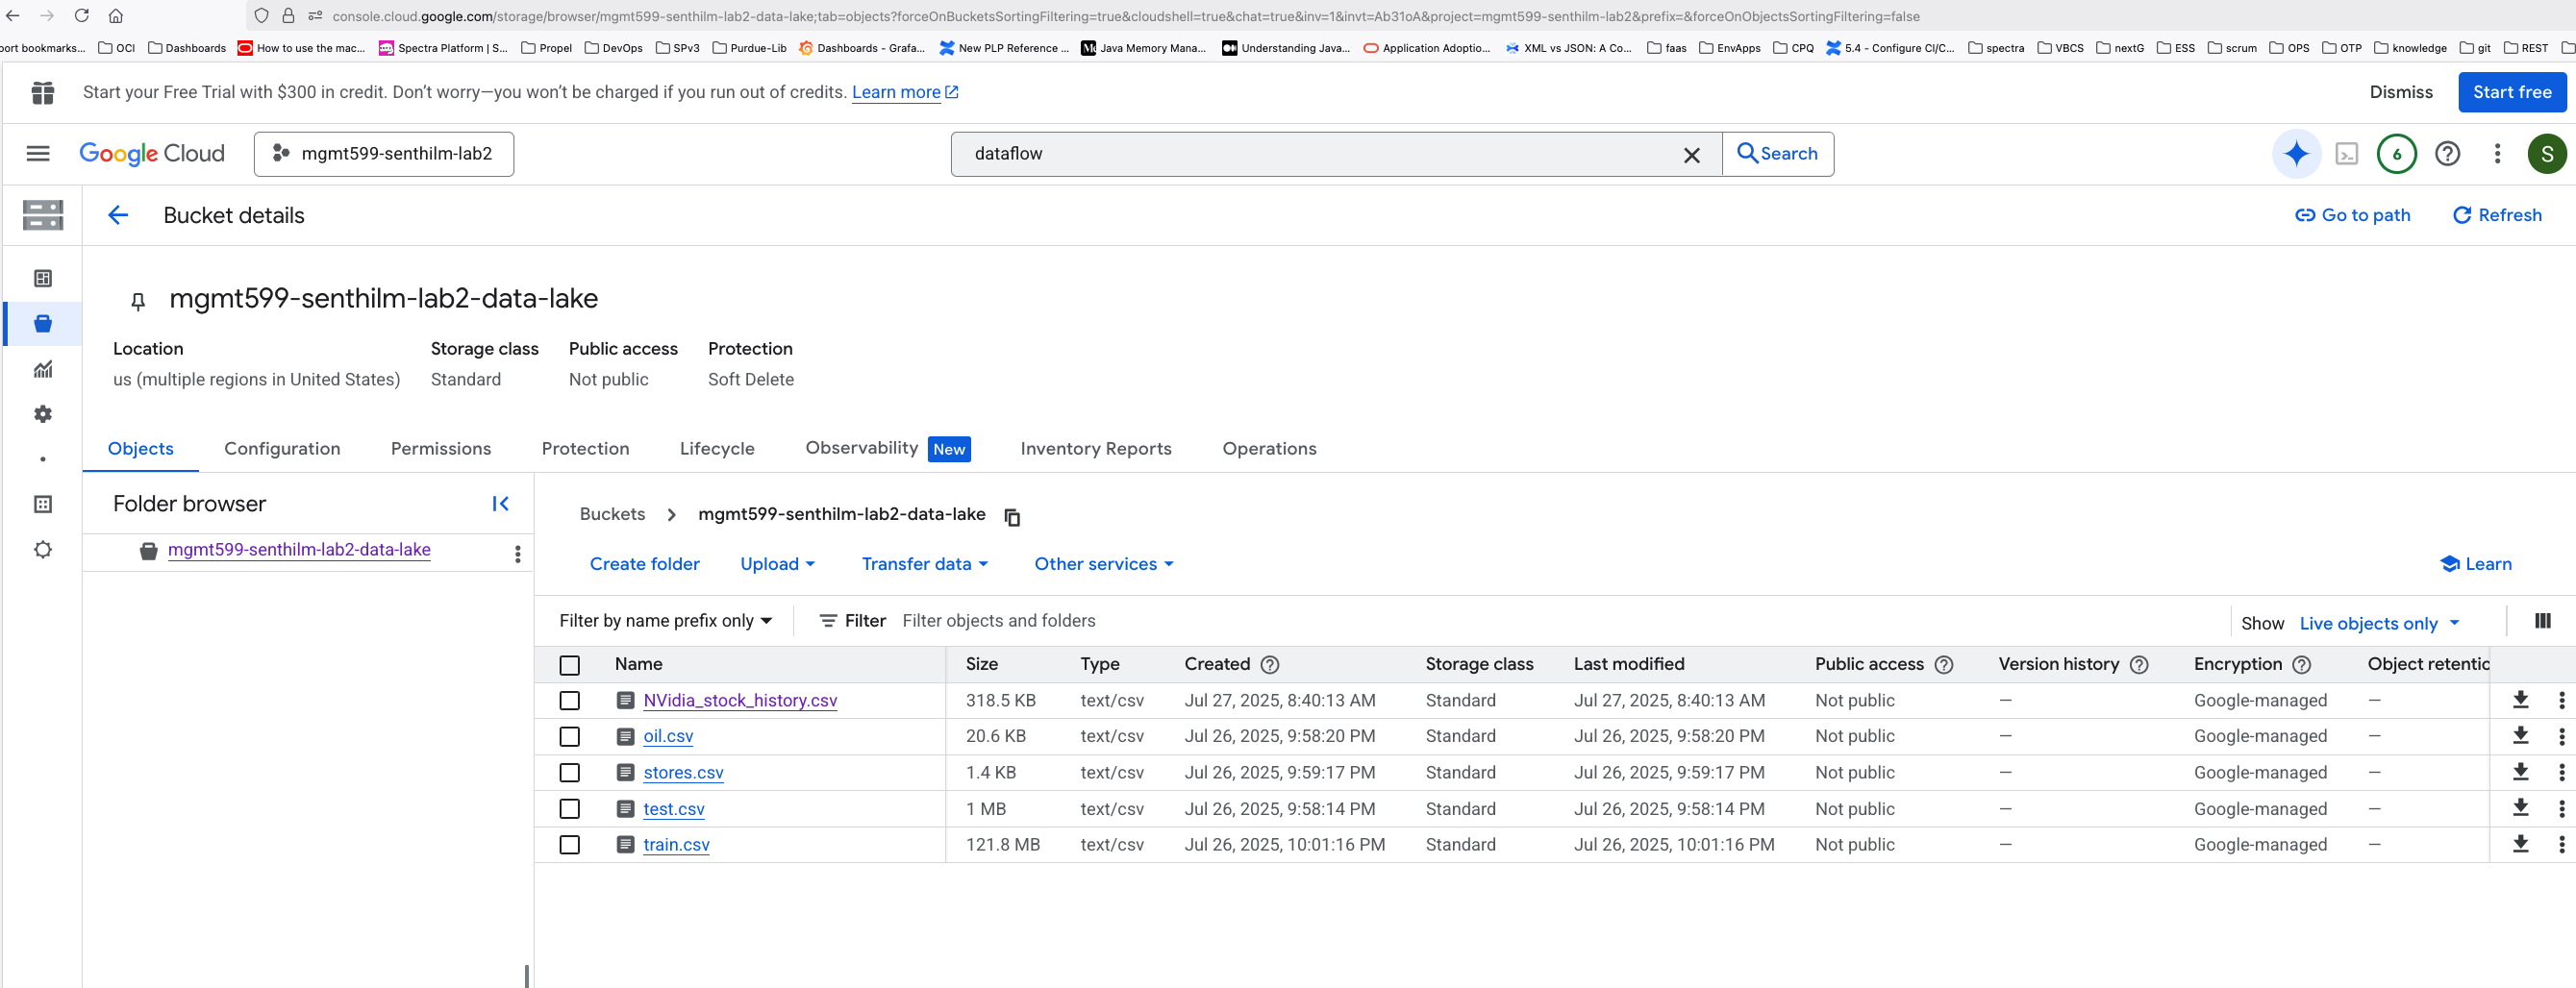 console.cloud.google.com/storage/browser/mgmt599-senthilm-lab2-data-lake;tab=objects?forceOnBucketsSortingFiltering=true&cloudshell=true&chat=true&inv=1&invt=Ab31oA&project=mgmt599-senthilm-lab2&prefix=&forceOnObjectsSortingFiltering=false
port bookmarks... OCI Dashboards How to use the mac... Spectra Platform | S... Propel DevOps SPv3 Purdue-Lib Dashboards - Grafa... New PLP Reference ... Java Memory Mana... Understanding Java... Application Adoptio... XML vs JSON: A Co... faas EnvApps CPQ 5.4 - Configure CI/C... spectra VBCS nextG ESS scrum OPS OTP knowledge git REST
Start your Free Trial with $300 in credit. Don’t worry—you won’t be charged if you run out of credits. Learn more Dismiss Start free
Google Cloud mgmt599-senthilm-lab2 dataflow Search 6 S
Bucket details Go to path Refresh
mgmt599-senthilm-lab2-data-lake
Location Storage class Public access Protection
us (multiple regions in United States) Standard Not public Soft Delete
Objects Configuration Permissions Protection Lifecycle Observability New Inventory Reports Operations
Folder browser
mgmt599-senthilm-lab2-data-lake
Buckets mgmt599-senthilm-lab2-data-lake
Create folder Upload Transfer data Other services Learn
Filter by name prefix only Filter Filter objects and folders Show Live objects only
Name Size Type Created Storage class Last modified Public access Version history Encryption Object retentic
NVidia_stock_history.csv 318.5 KB text/csv Jul 27, 2025, 8:40:13 AM Standard Jul 27, 2025, 8:40:13 AM Not public — Google-managed —
oil.csv 20.6 KB text/csv Jul 26, 2025, 9:58:20 PM Standard Jul 26, 2025, 9:58:20 PM Not public — Google-managed —
stores.csv 1.4 KB text/csv Jul 26, 2025, 9:59:17 PM Standard Jul 26, 2025, 9:59:17 PM Not public — Google-managed —
test.csv 1 MB text/csv Jul 26, 2025, 9:58:14 PM Standard Jul 26, 2025, 9:58:14 PM Not public — Google-managed —
train.csv 121.8 MB text/csv Jul 26, 2025, 10:01:16 PM Standard Jul 26, 2025, 10:01:16 PM Not public — Google-managed —